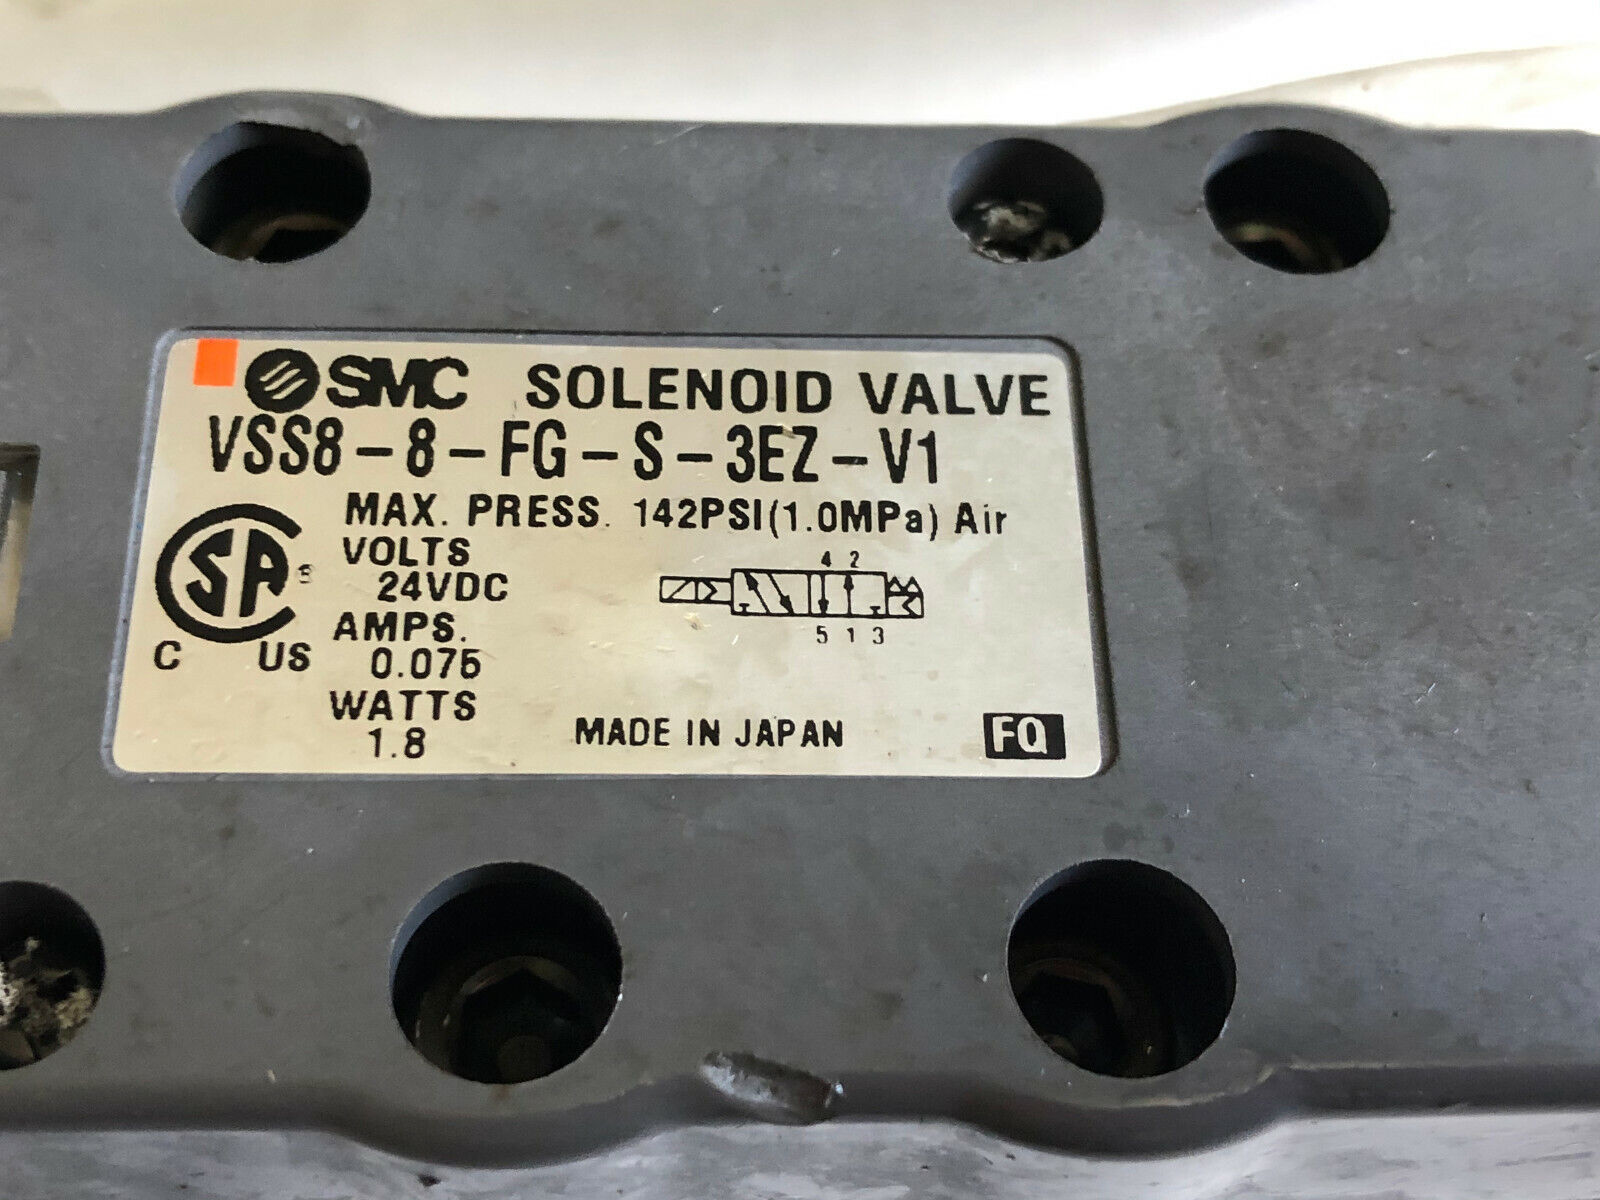 SMC SOLENOID VALVE
VSS8-8-FG-S-3EZ-V1
MAX. PRESS. 142PSI(1.0MPa) Air
VOLTS
24VDC
AMPS.
0.075
WATTS
1.8
SA
C US
4 2
5 1 3
MADE IN JAPAN
FQ